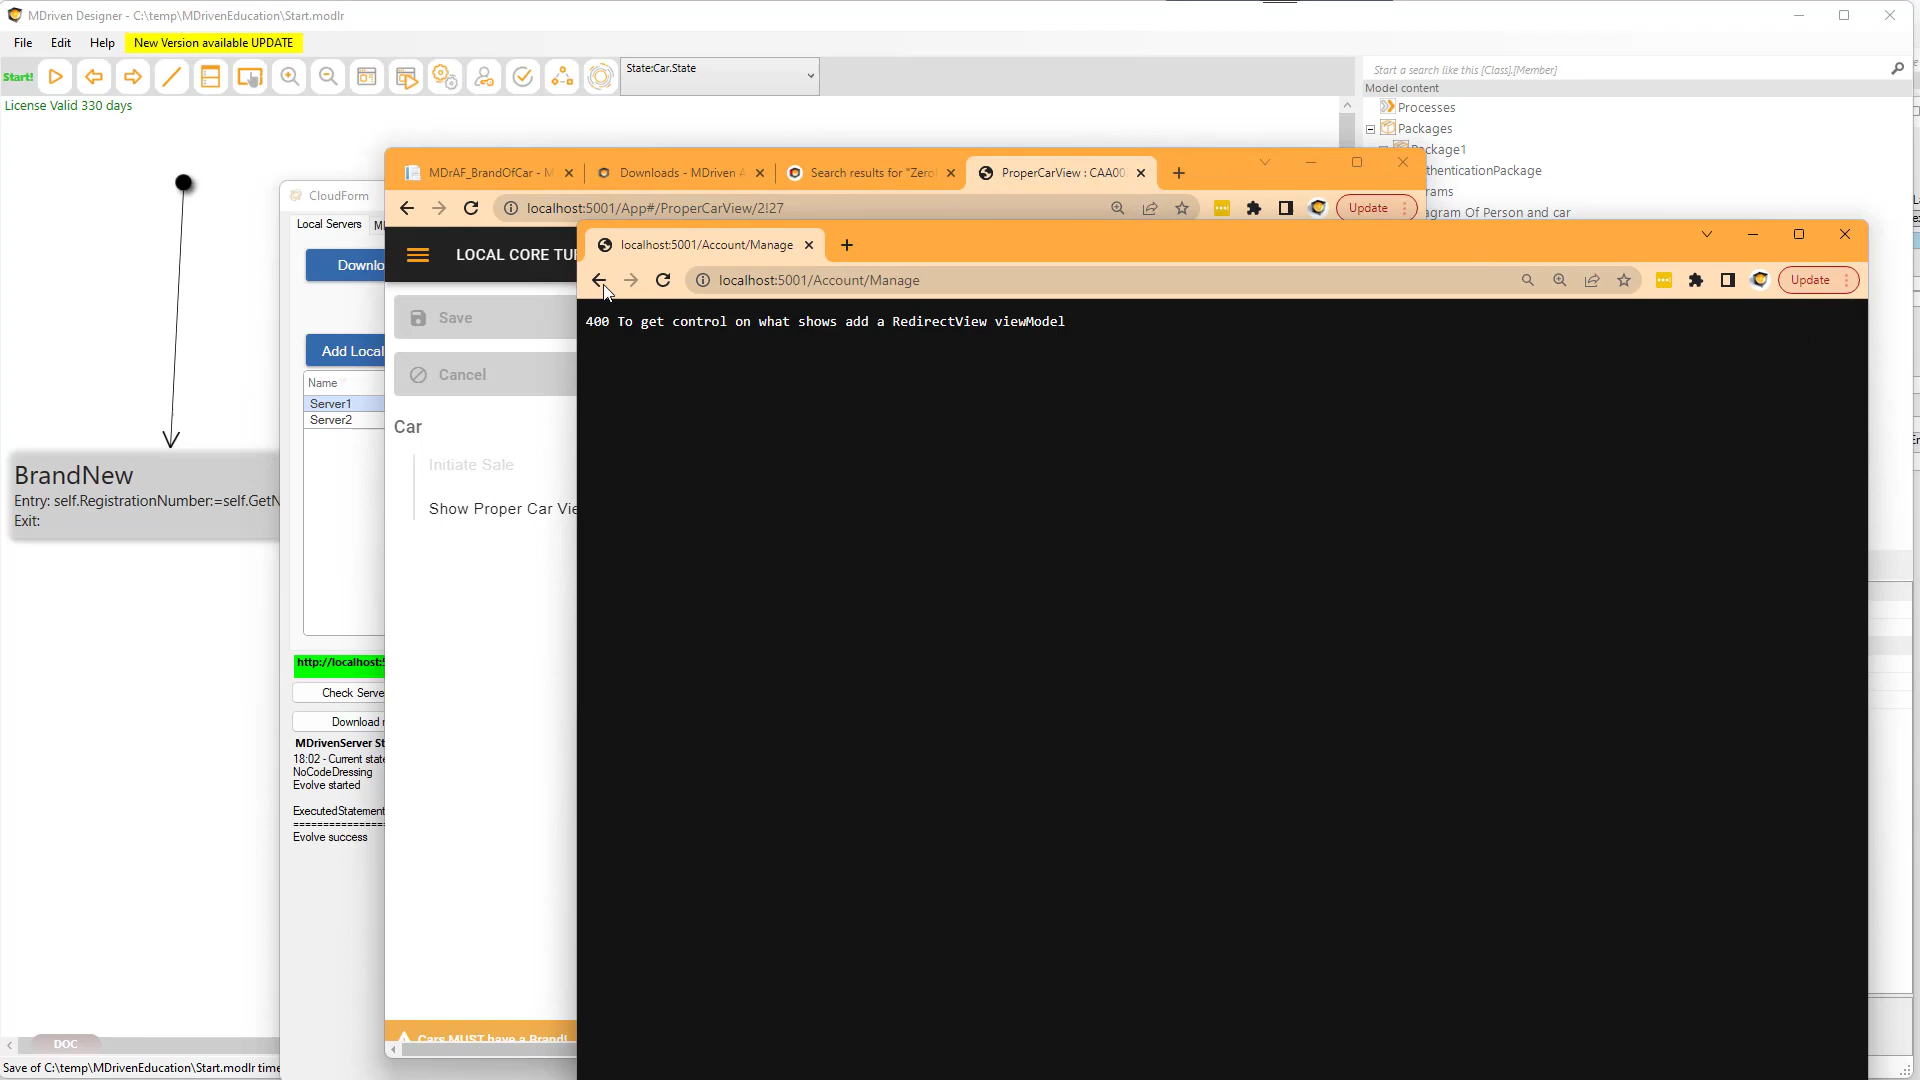 MDriven Designer - C:\temp\MDrivenEducation\Start.modlr
File Edit Help New Version available UPDATE
Start! State:Car.State
Start a search like this [Class].[Member]
License Valid 330 days
Model content
Processes
Packages
Package1
thenticationPackage
rams
agram Of Person and car
BrandNew
Entry: self.RegistrationNumber:=self.GetN
Exit:
DOC
Save of C:\temp\MDrivenEducation\Start.modlr time
CloudForm
Local Servers
Downlo
Add Local
Name
Server1
Server2
http://localhost:5
Check Serve
Download
MDrivenServer St
18:02 - Current state
NoCodeDressing
Evolve started
ExecutedStatement
Evolve success
MDrAF_BrandOfCar - M Downloads - MDriven A Search results for "Zero ProperCarView : CAA00
localhost:5001/App#/ProperCarView/2!27 Update
LOCAL CORE TU
Save
Cancel
Car
Initiate Sale
Show Proper Car Vie
Cars MUST have a Brand!
localhost:5001/Account/Manage
localhost:5001/Account/Manage Update
400 To get control on what shows add a RedirectView viewModel